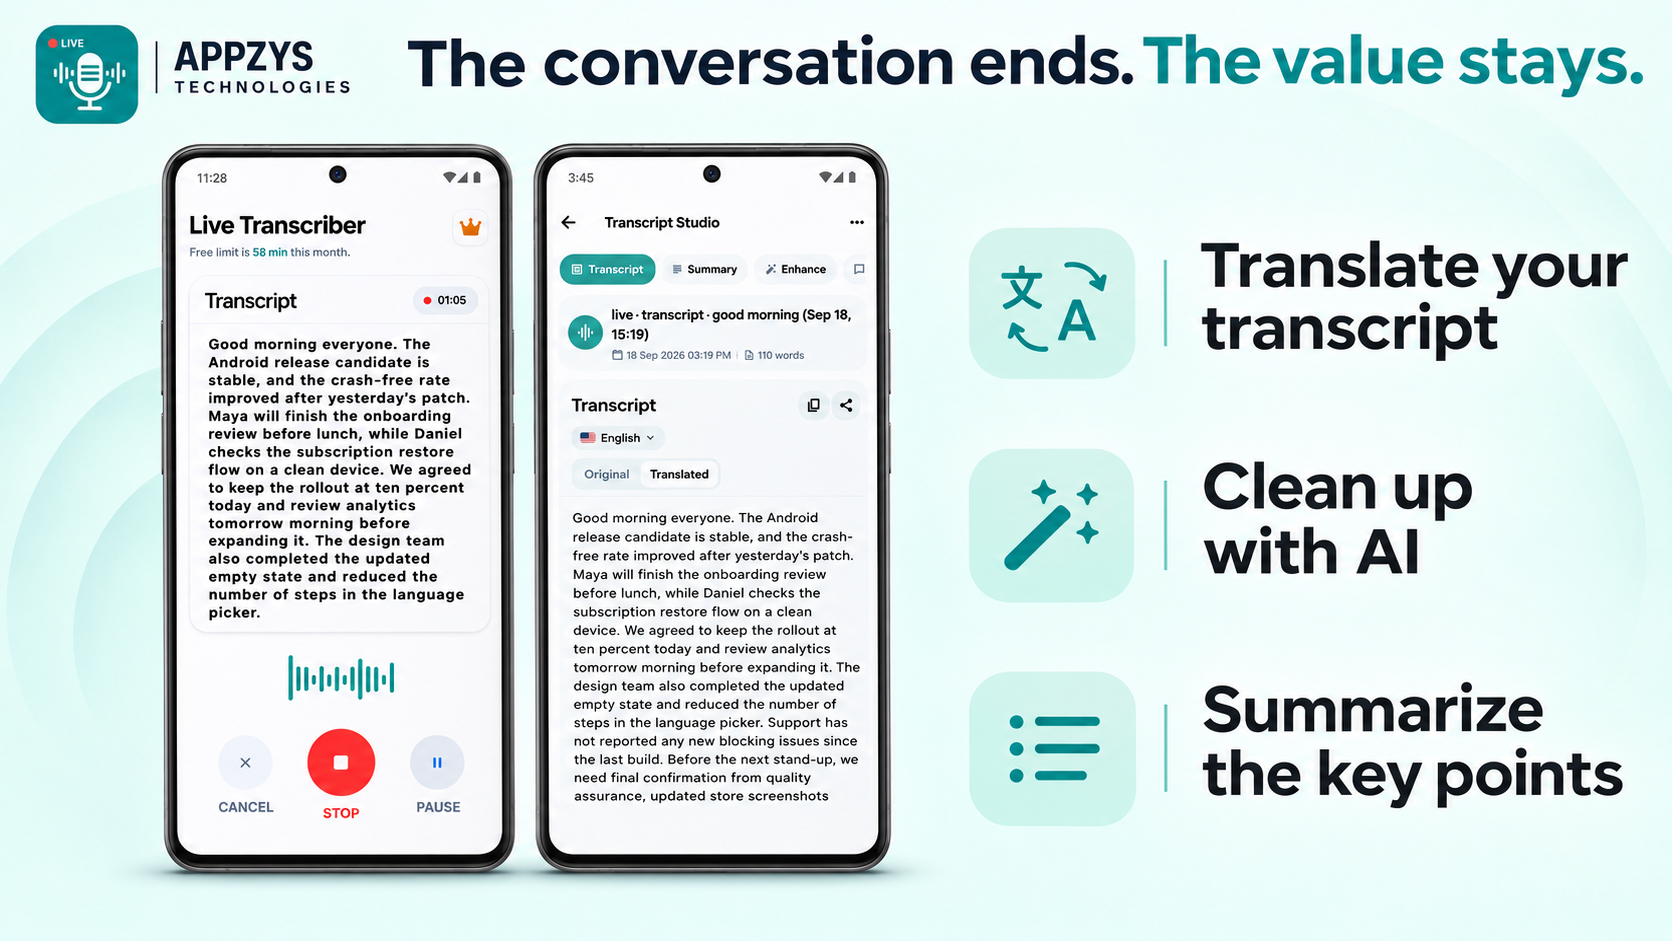 LIVE
APPZYS
TECHNOLOGIES
The conversation ends. The value stays.
11:28
Live Transcriber
Free limit is 58 min this month.
Transcript
01:05
Good morning everyone. The
Android release candidate is
stable, and the crash-free rate
improved after yesterday's patch.
Maya will finish the onboarding
review before lunch, while Daniel
checks the subscription restore
flow on a clean device. We agreed
to keep the rollout at ten percent
today and review analytics
tomorrow morning before
expanding it. The design team
also completed the updated
empty state and reduced the
number of steps in the language
picker.
CANCEL
STOP
PAUSE
3:45
Transcript Studio
Transcript Summary Enhance
live · transcript · good morning (Sep 18,
15:19)
18 Sep 2026 03:19 PM 110 words
Transcript
English
Original Translated
Good morning everyone. The Android
release candidate is stable, and the crash-
free rate improved after yesterday's patch.
Maya will finish the onboarding review
before lunch, while Daniel checks the
subscription restore flow on a clean
device. We agreed to keep the rollout at
ten percent today and review analytics
tomorrow morning before expanding it. The
design team also completed the updated
empty state and reduced the number of
steps in the language picker. Support has
not reported any new blocking issues since
the last build. Before the next stand-up, we
need final confirmation from quality
assurance, updated store screenshots
文 A
Translate your
transcript
Clean up
with AI
Summarize
the key points